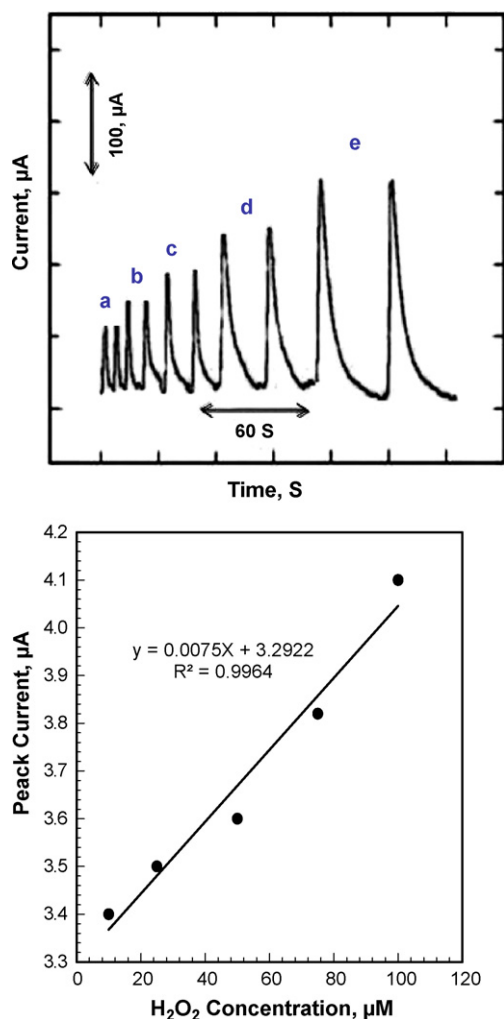 100, µA
Current, µA
a
b
c
d
e
60 S
Time, S
4.2
4.1
4.0
3.9
3.8
3.7
3.6
3.5
3.4
3.3
Peack Current, µA
y = 0.0075X + 3.2922
R² = 0.9964
0
20
40
60
80
100
120
H₂O₂ Concentration, µM